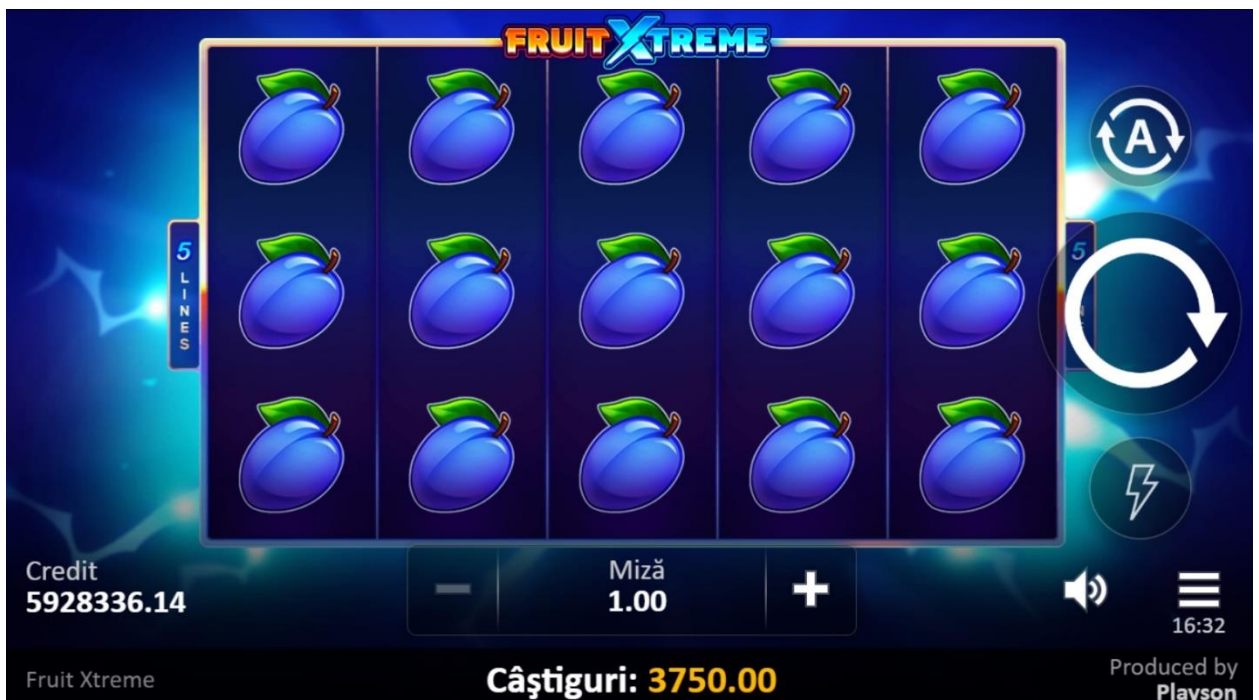 FRUIT XTREME
A
5
LINES
5
Credit
5928336.14
Miză
1.00
16:32
Fruit Xtreme
Câştiguri: 3750.00
Produced by
Playson